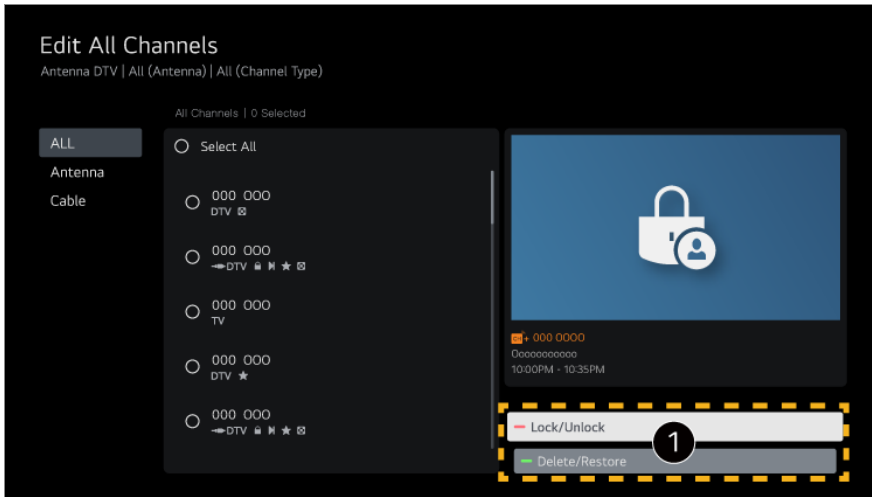 Edit All Channels
Antenna DTV | All (Antenna) | All (Channel Type)
All Channels | 0 Selected
ALL
Antenna
Cable
Select All
000 000
DTV
000 000
DTV
000 000
TV
000 000
DTV
000 000
DTV
CH+ 000 0000
Ooooooooooo
10:00PM - 10:35PM
Lock/Unlock
1
Delete/Restore